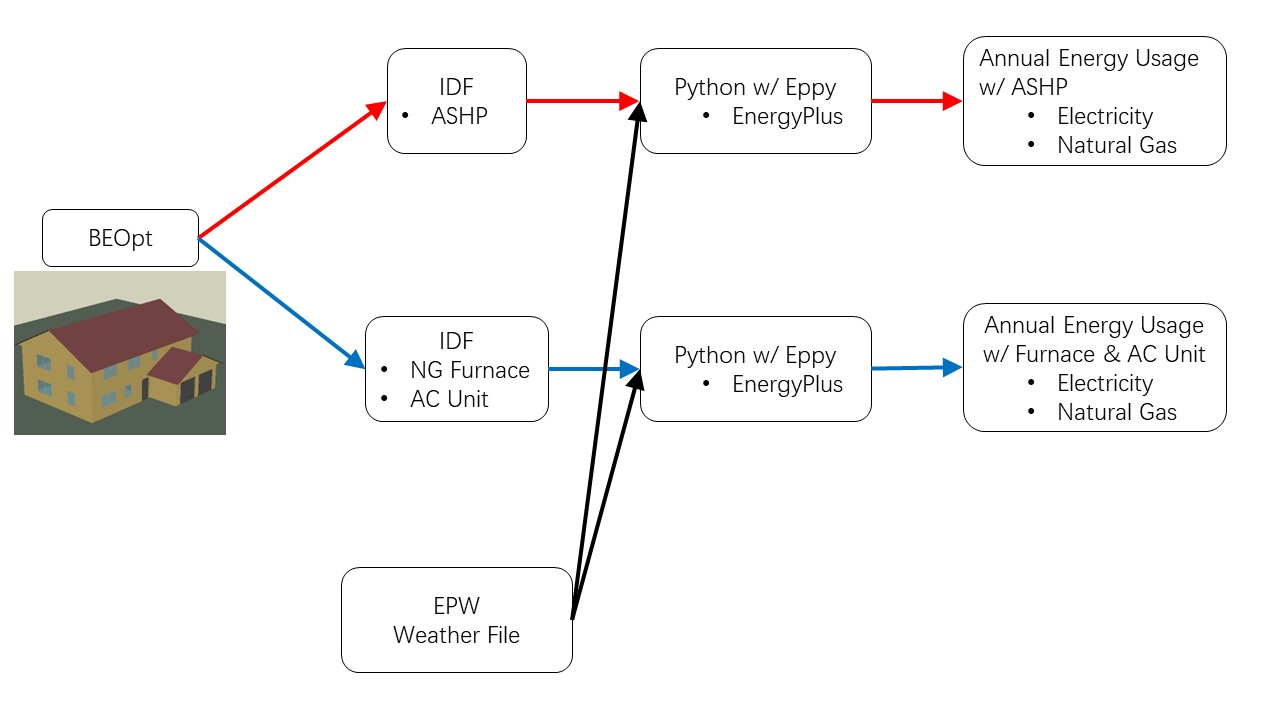 BEOpt
IDF
• ASHP
Python w/ Eppy
• EnergyPlus
Annual Energy Usage
w/ ASHP
• Electricity
• Natural Gas
IDF
• NG Furnace
• AC Unit
Python w/ Eppy
• EnergyPlus
Annual Energy Usage
w/ Furnace & AC Unit
• Electricity
• Natural Gas
EPW
Weather File